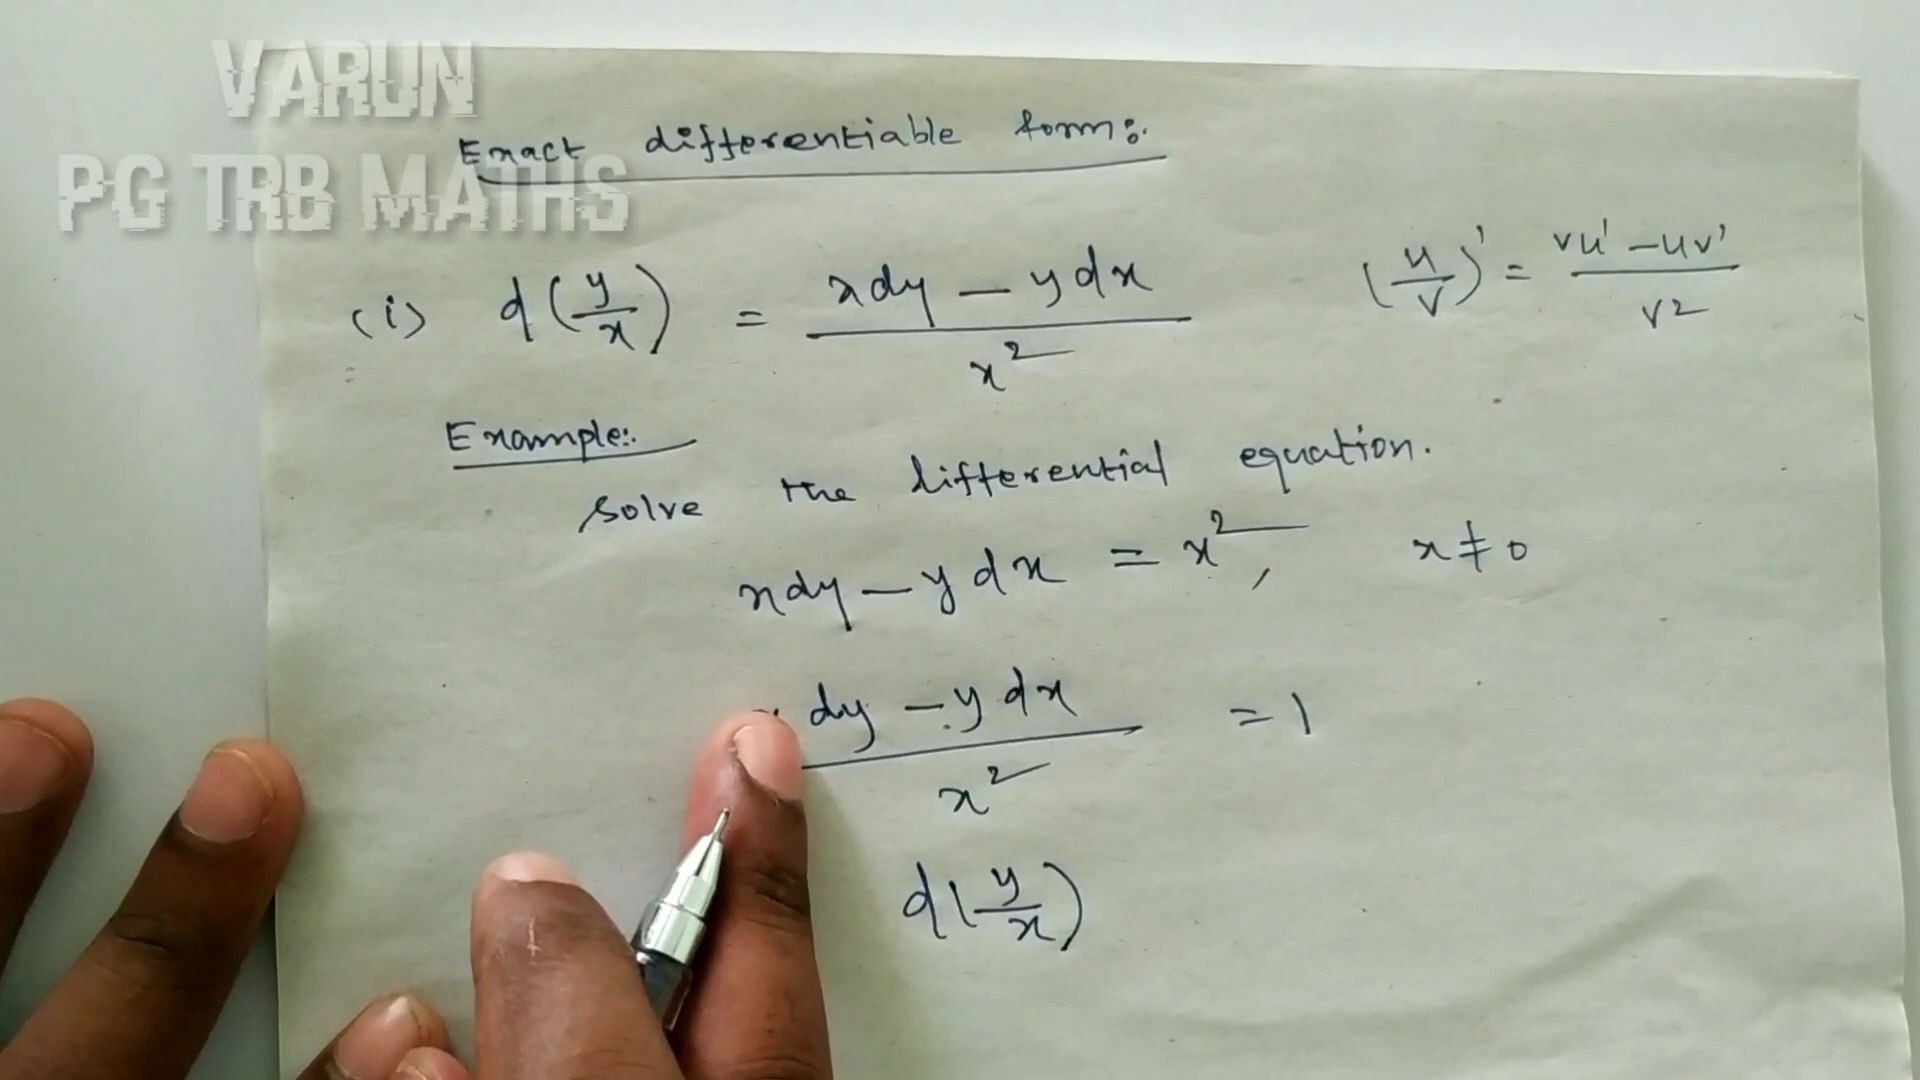 VARUN
PG TRB MATHS
Exact differentiable form:.
(i) d(y/x) = xdy - ydx / x² (u/v)' = vu' - uv' / v²
Example:.
Solve the differential equation.
xdy - ydx = x², x ≠ 0
dy - ydx / x² = 1
d(y/x)